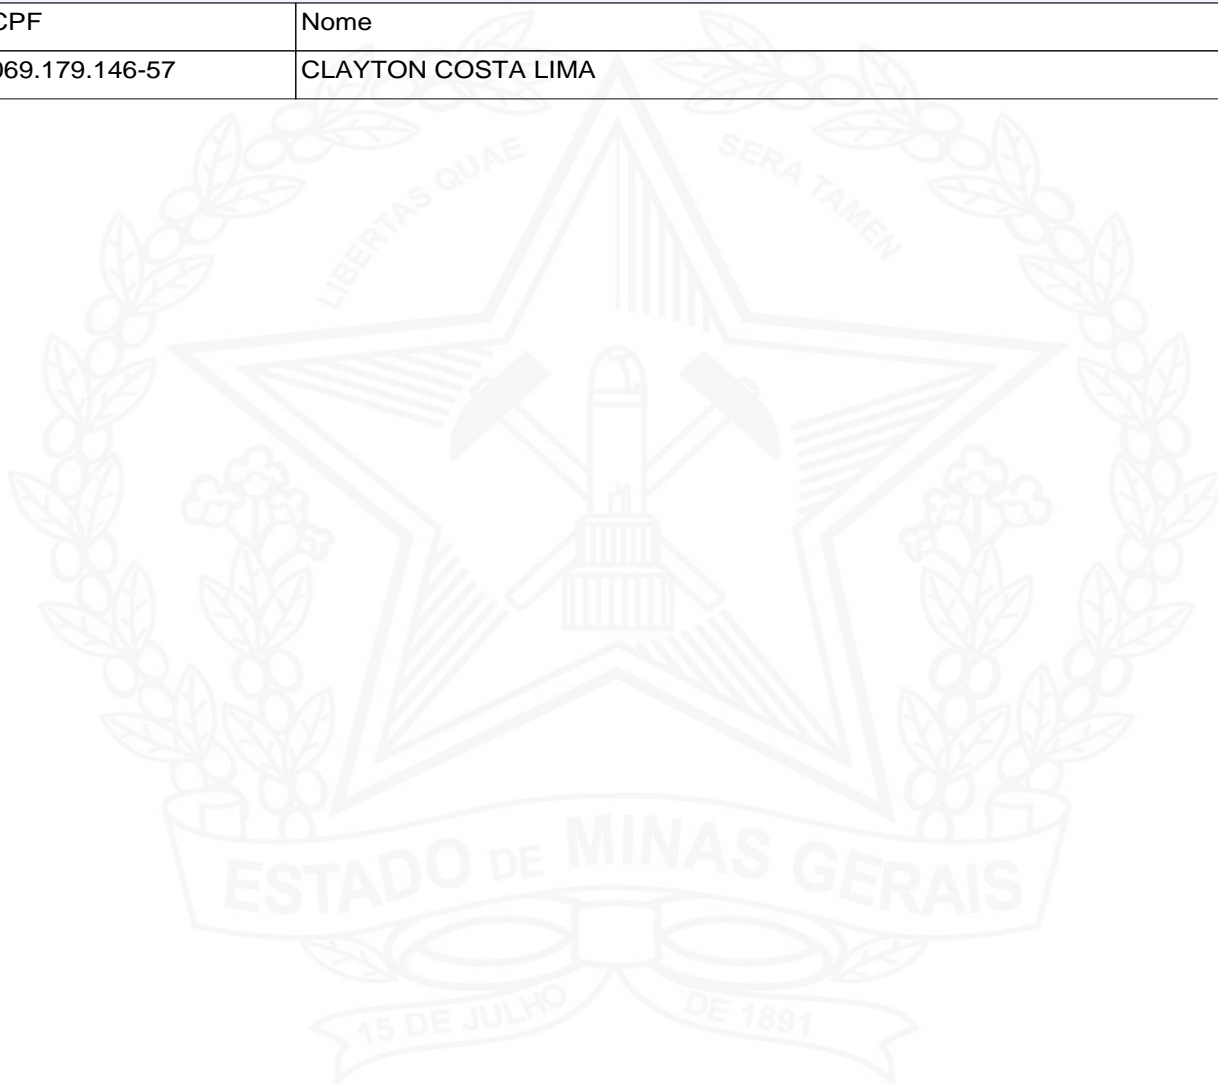 CPF Nome
069.179.146-57 CLAYTON COSTA LIMA
LIBERTAS QUAE SERA TAMEN
ESTADO DE MINAS GERAIS
15 DE JULHO DE 1891